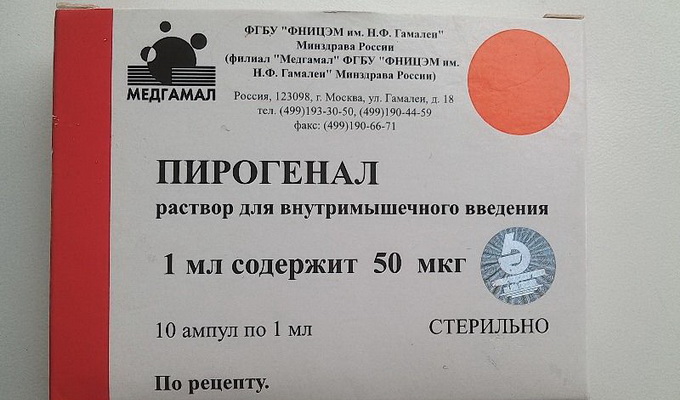 ФГБУ "ФНИЦЭМ им. Н.Ф. Гамалеи"
Минздрава России
(филиал "Медгамал" ФГБУ "ФНИЦЭМ им.
Н.Ф. Гамалеи" Минздрава России)
МЕДГАМАЛ
Россия, 123098, г. Москва, ул. Гамалеи, д. 18
тел. (499)193-30-50, (499)190-44-59
факс: (499)190-66-71
ПИРОГЕНАЛ
раствор для внутримышечного введения
1 мл содержит 50 мкг
10 ампул по 1 мл
СТЕРИЛЬНО
По рецепту.